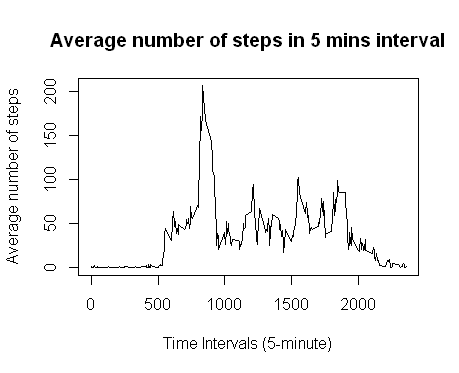 Average number of steps in 5 mins interval
Average number of steps
200
150
100
50
0
0 500 1000 1500 2000
Time Intervals (5-minute)